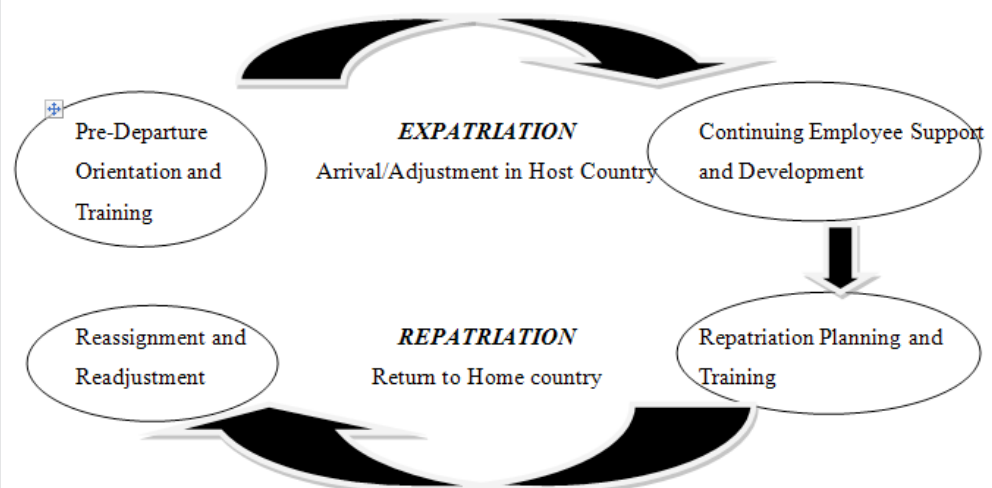 Pre-Departure
Orientation and
Training
EXPATRIATION
Arrival/Adjustment in Host Country
Continuing Employee Support
and Development
Reassignment and
Readjustment
REPATRIATION
Return to Home country
Repatriation Planning and
Training